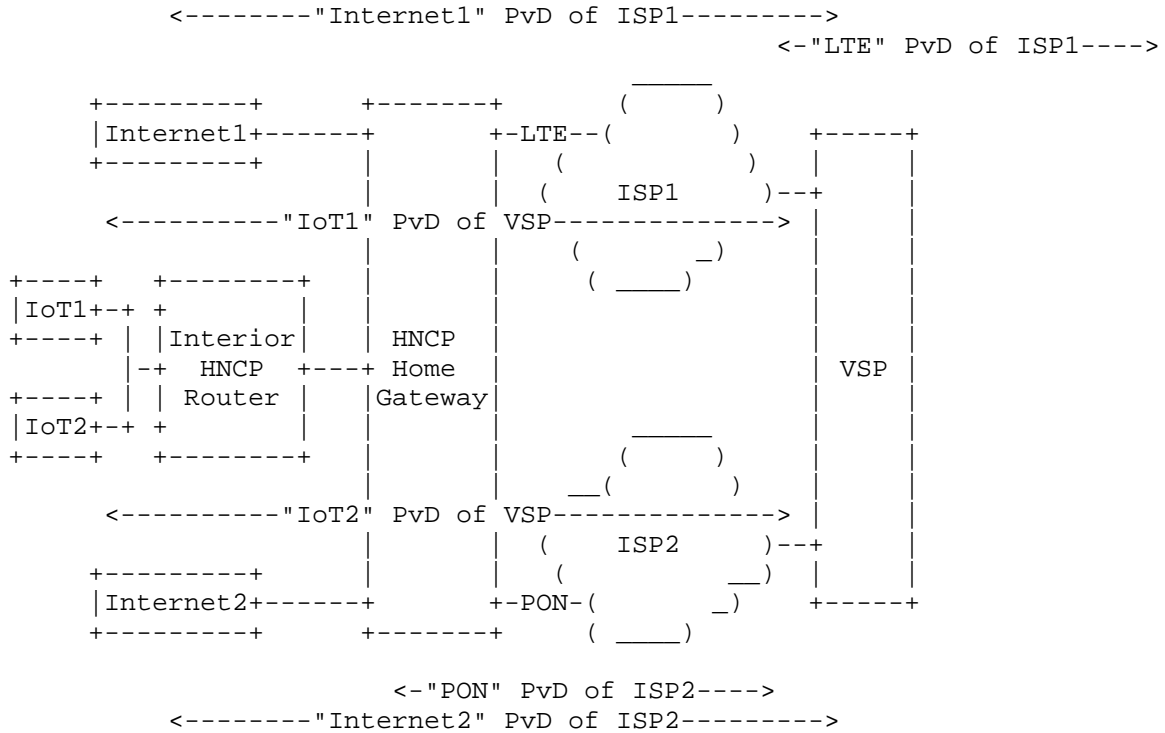 <--------"Internet1" PvD of ISP1--------->
<-"LTE" PvD of ISP1---->
|Internet1+------+ +-LTE--(
ISP1
<----------"IoT1" PvD of VSP-------------->
|IoT1+-+ +
|Interior| | HNCP
HNCP +---+ Home | VSP |
Router | |Gateway|
|IoT2+-+ +
<----------"IoT2" PvD of VSP-------------->
ISP2
|Internet2+------+ +-PON-(
<-"PON" PvD of ISP2---->
<--------"Internet2" PvD of ISP2--------->